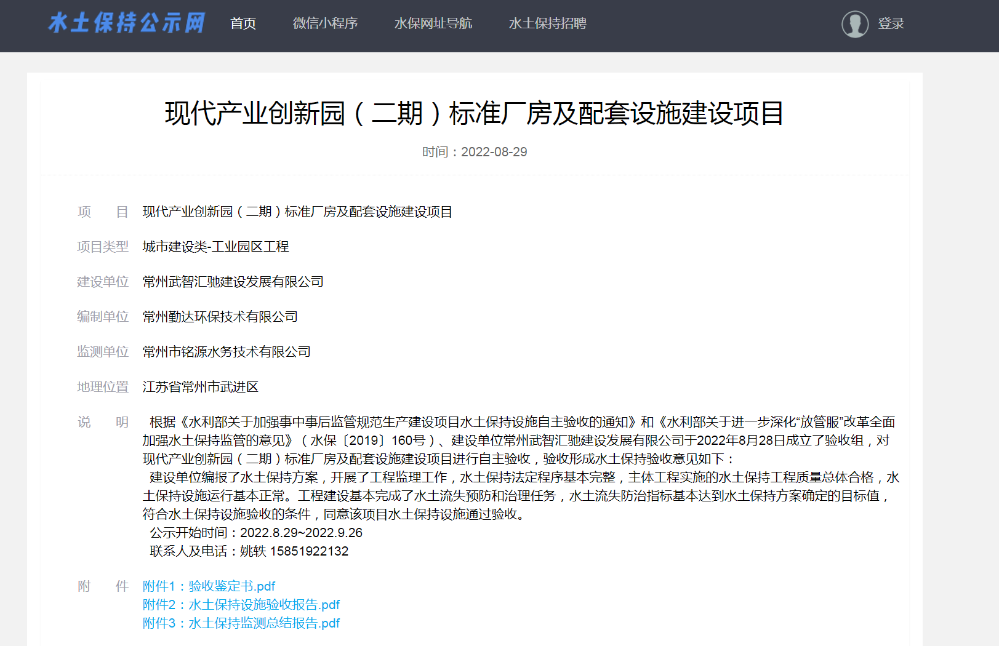 水土保持公示网 首页 微信小程序 水保网址导航 水土保持招聘 登录
现代产业创新园（二期）标准厂房及配套设施建设项目
时间：2022-08-29
项 目 现代产业创新园（二期）标准厂房及配套设施建设项目
项目类型 城市建设类-工业园区工程
建设单位 常州武智汇驰建设发展有限公司
编制单位 常州勤达环保技术有限公司
监测单位 常州市铭源水务技术有限公司
地理位置 江苏省常州市武进区
说 明 根据《水利部关于加强事中事后监管规范生产建设项目水土保持设施自主验收的通知》和《水利部关于进一步深化“放管服”改革全面
加强水土保持监管的意见》（水保〔2019〕160号）、建设单位常州武智汇驰建设发展有限公司于2022年8月28日成立了验收组，对
现代产业创新园（二期）标准厂房及配套设施建设项目进行自主验收，验收形成水土保持验收意见如下：
建设单位编报了水土保持方案，开展了工程监理工作，水土保持法定程序基本完整，主体工程实施的水土保持工程质量总体合格，水
土保持设施运行基本正常。工程建设基本完成了水土流失预防和治理任务，水土流失防治指标基本达到水土保持方案确定的目标值，
符合水土保持设施验收的条件，同意该项目水土保持设施通过验收。
公示开始时间：2022.8.29~2022.9.26
联系人及电话：姚轶 15851922132
附 件 附件1：验收鉴定书.pdf
附件2：水土保持设施验收报告.pdf
附件3：水土保持监测总结报告.pdf